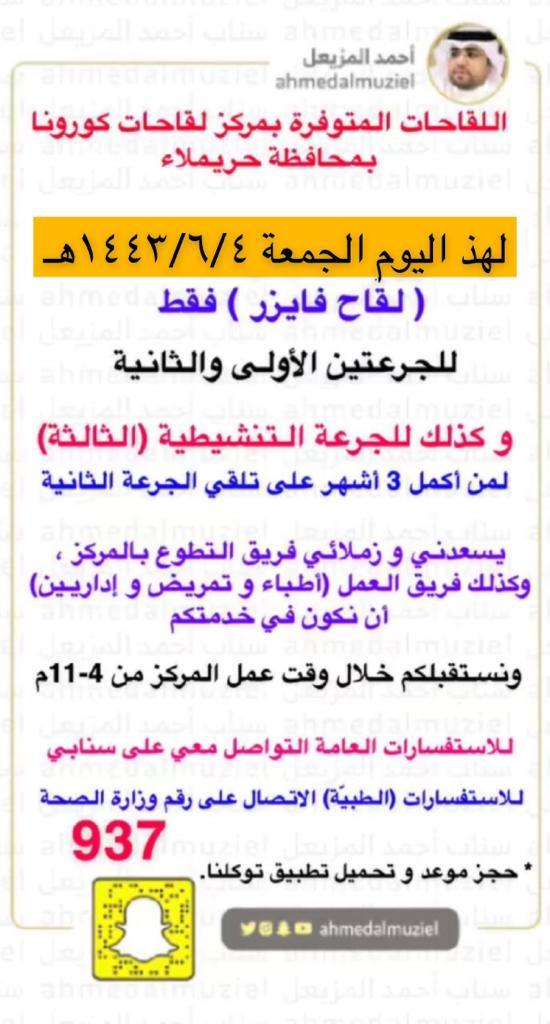 أحمد المزيعل
ahmedalmuziel
اللقاحات المتوفرة بمركز لقاحات كورونا
بمحافظة حريملاء
لهذ اليوم الجمعة ١٤٤٣/٦/٤هـ
( لقاح فايزر ) فقط
للجرعتين الأولى والثانية
و كذلك للجرعة التنشيطية (الثالثة)
لمن أكمل 3 أشهر على تلقي الجرعة الثانية
يسعدني و زملائي فريق التطوع بالمركز ،
وكذلك فريق العمل (أطباء و تمريض و إداريين)
أن نكون في خدمتكم
ونستقبلكم خلال وقت عمل المركز من 4-11م
للاستفسارات العامة التواصل معي على سنابي
للاستفسارات (الطبيّة) الاتصال على رقم وزارة الصحة
937
* حجز موعد و تحميل تطبيق توكلنا.
ahmedalmuziel